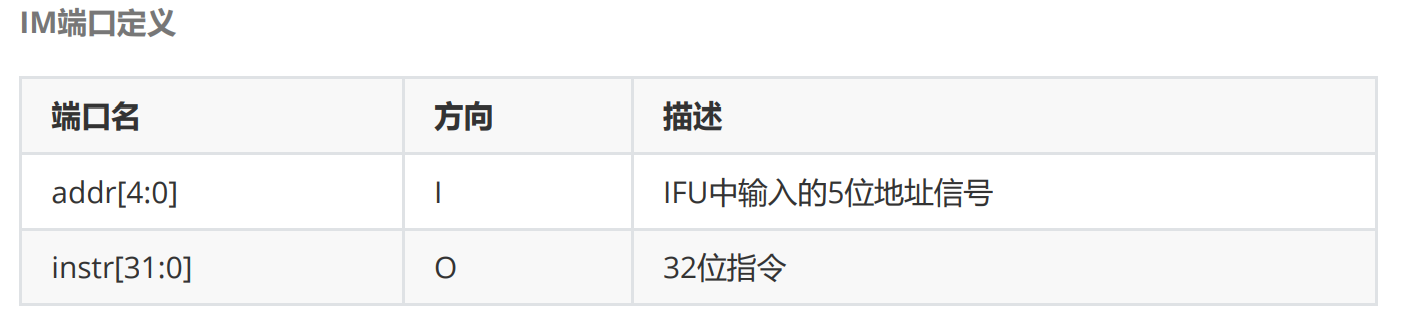 IM端口定义
端口名 方向 描述
addr[4:0] I IFU中输入的5位地址信号
instr[31:0] O 32位指令